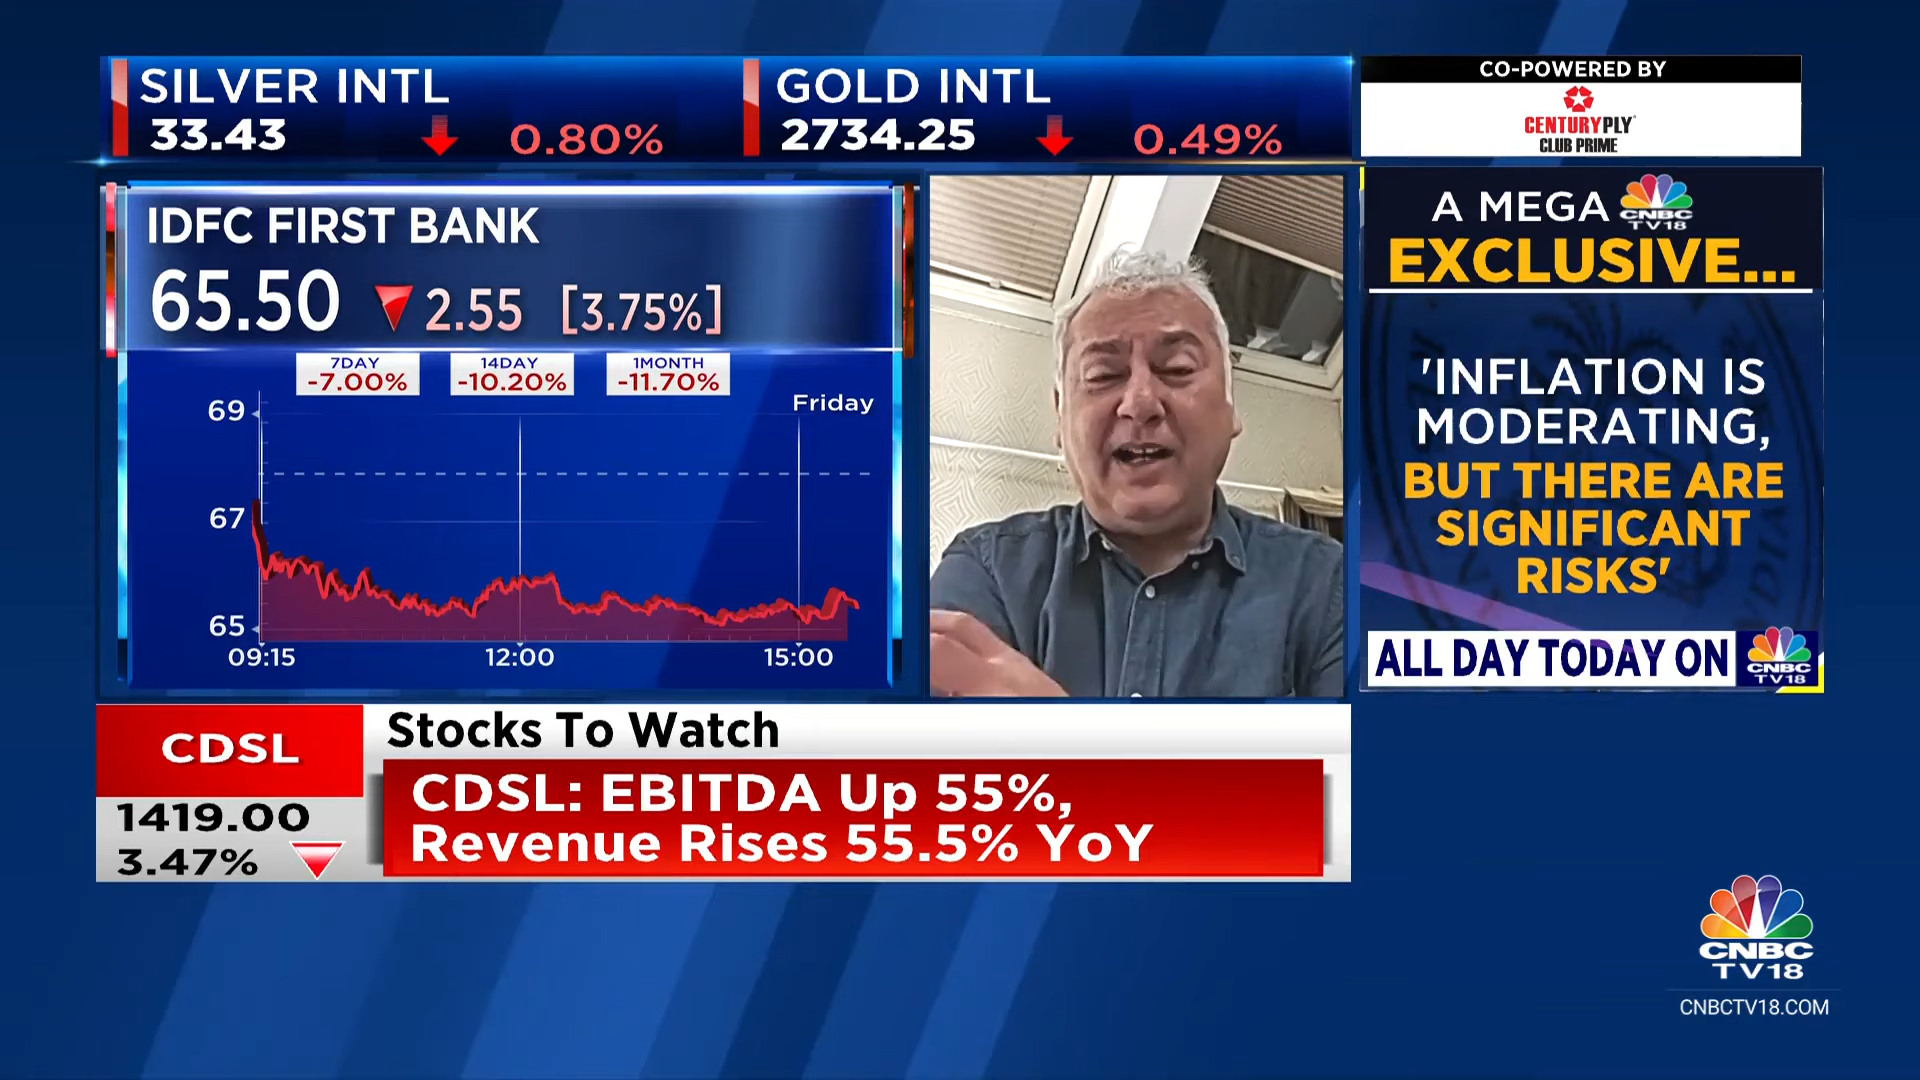 SILVER INTL
33.43 0.80%
GOLD INTL
2734.25 0.49%
CO-POWERED BY
CENTURYPLY
CLUB PRIME
IDFC FIRST BANK
65.50 2.55 [3.75%]
7DAY
-7.00%
14DAY
-10.20%
1MONTH
-11.70%
Friday
69
67
65
09:15 12:00 15:00
A MEGA CNBC TV18
EXCLUSIVE...
'INFLATION IS
MODERATING,
BUT THERE ARE
SIGNIFICANT
RISKS'
ALL DAY TODAY ON CNBC TV18
CDSL
1419.00
3.47%
Stocks To Watch
CDSL: EBITDA Up 55%,
Revenue Rises 55.5% YoY
CNBC
TV18
CNBCTV18.COM